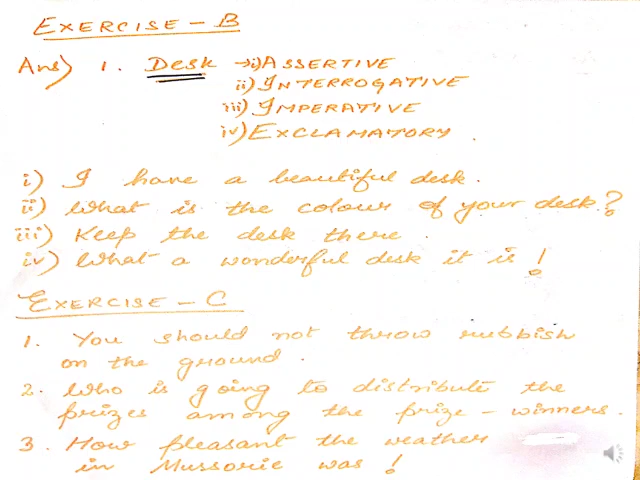 EXERCISE - B
Ans) 1. Desk → i) ASSERTIVE
ii) INTERROGATIVE
iii) IMPERATIVE
iv) EXCLAMATORY.
i) I have a beautiful desk.
ii) What is the colour of your desk?
iii) Keep the desk there.
iv) What a wonderful desk it is!
EXERCISE - C
1. You should not throw rubbish
on the ground.
2. Who is going to distribute the
prizes among the prize-winners.
3. How pleasant the weather
in Mussorie was!